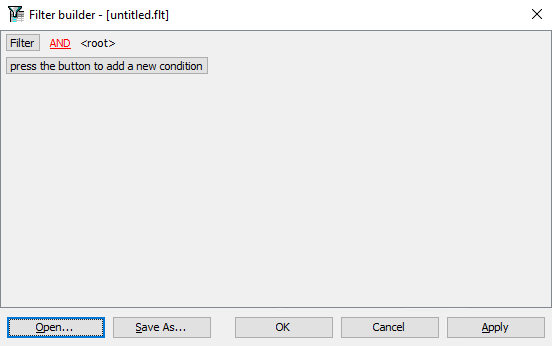 Filter builder - [untitled.flt]
Filter AND <root>
press the button to add a new condition
Open... Save As... OK Cancel Apply